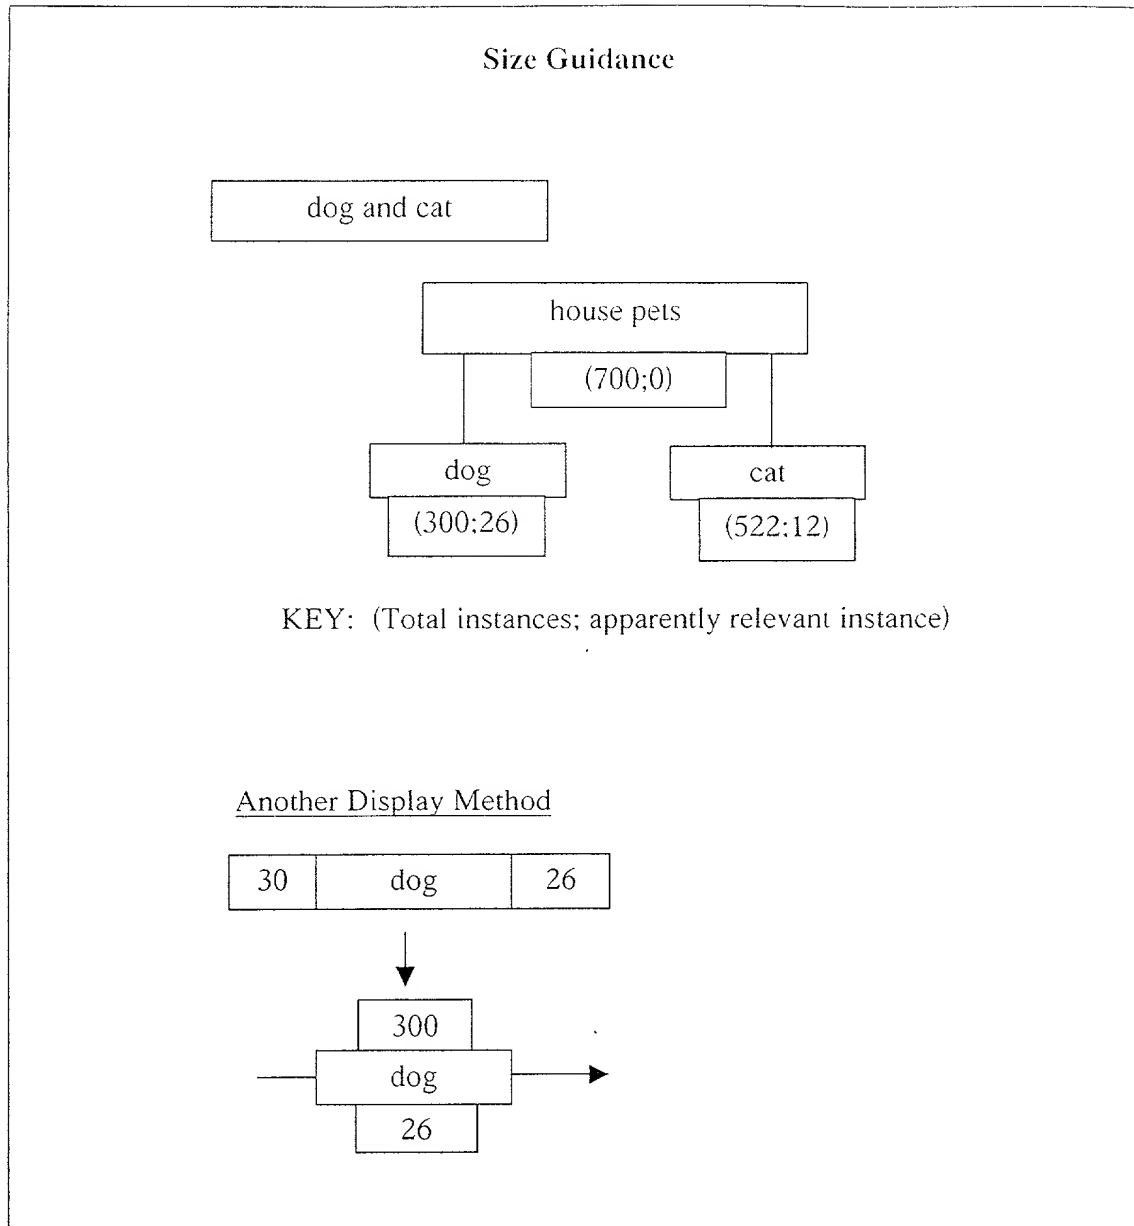 Size Guidance
dog and cat
house pets
(700;0)
dog
cat
(300;26)
(522;12)
KEY: (Total instances; apparently relevant instance)
Another Display Method
30 dog 26
300
dog
26